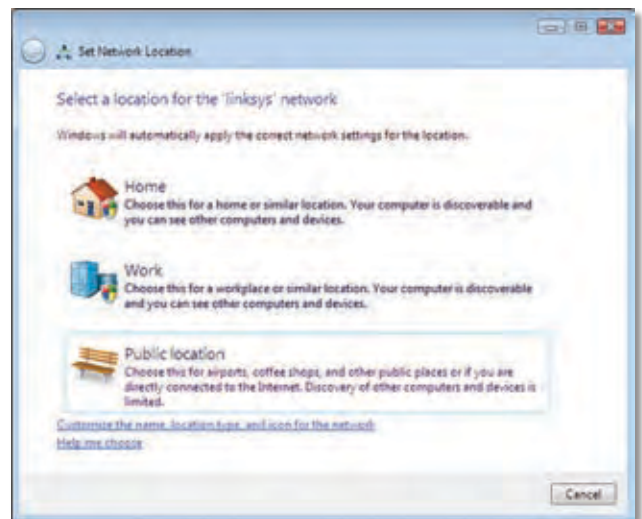 Set Network Location
Select a location for the 'linksys' network
Windows will automatically apply the correct network settings for the location.
Home
Choose this for a home or similar location. Your computer is discoverable and
you can see other computers and devices.
Work
Choose this for a workplace or similar location. Your computer is discoverable
and you can see other computers and devices.
Public location
Choose this for airports, coffee shops, and other public places or if you are
directly connected to the Internet. Discovery of other computers and devices is
limited.
Customize the name, location type, and icon for the network
Help me choose
Cancel